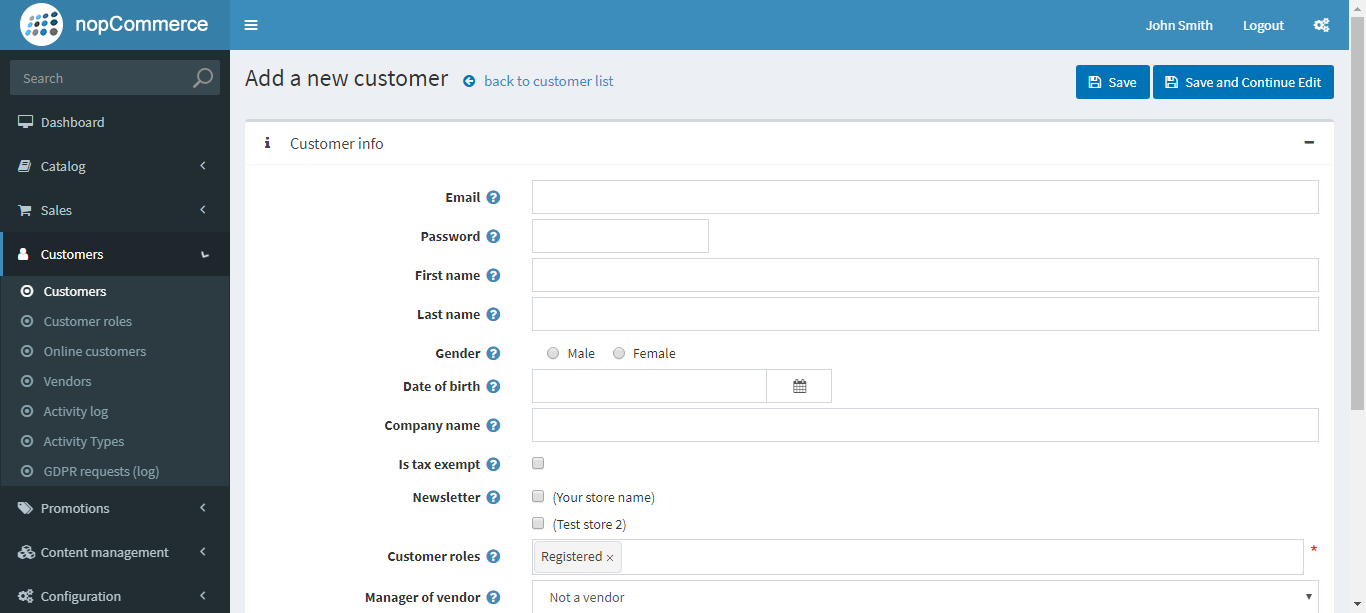 nopCommerce
John Smith
Logout
Search
Dashboard
Catalog
Sales
Customers
Customers
Customer roles
Online customers
Vendors
Activity log
Activity Types
GDPR requests (log)
Promotions
Content management
Configuration
Add a new customer
back to customer list
Save
Save and Continue Edit
Customer info
Email
Password
First name
Last name
Gender
Male
Female
Date of birth
Company name
Is tax exempt
Newsletter
(Your store name)
(Test store 2)
Customer roles
Registered ×
*
Manager of vendor
Not a vendor